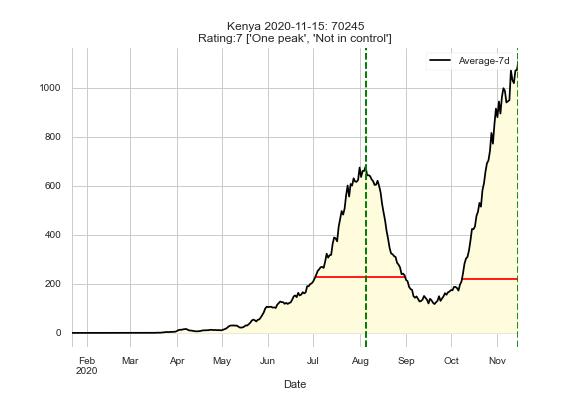 Kenya 2020-11-15: 70245
Rating:7 ['One peak', 'Not in control']
Average-7d
1000
800
600
400
200
0
Feb Mar Apr May Jun Jul Aug Sep Oct Nov
2020
Date